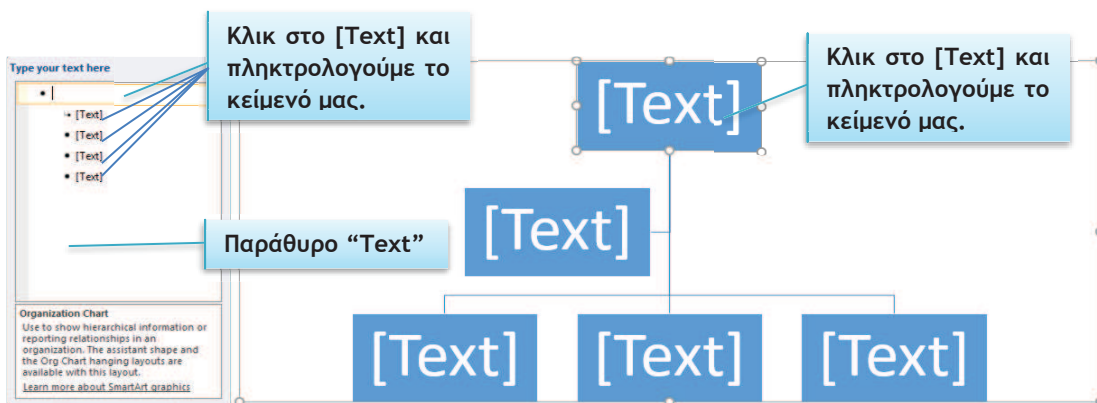 Type your text here
[Text]
[Text]
[Text]
[Text]
Κλικ στο [Text] και
πληκτρολογούμε το
κείμενό μας.
Παράθυρο “Text”
Organization Chart
Use to show hierarchical information or
reporting relationships in an
organization. The assistant shape and
the Org Chart hanging layouts are
available with this layout.
Learn more about SmartArt graphics
[Text]
Κλικ στο [Text] και
πληκτρολογούμε το
κείμενό μας.
[Text]
[Text]
[Text]
[Text]